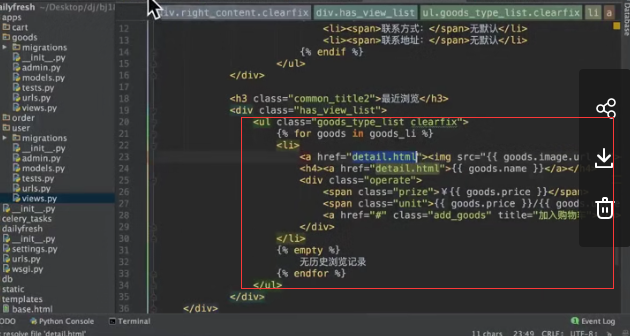 dailyfresh ~/Desktop/dj/bj18
apps
cart
goods
migrations
__init__.py
admin.py
models.py
tests.py
urls.py
views.py
order
user
migrations
__init__.py
admin.py
models.py
tests.py
urls.py
views.py
__init__.py
celery_tasks
dailyfresh
__init__.py
settings.py
urls.py
wsgi.py
db
static
templates
base.html
div.right_content.clearfix div.has_view_list ul.goods_type_list.clearfix li a
12 <li><span>联系方式：</span>无默认</li>
13 <li><span>联系地址：</span>无默认</li>
14 {% endif %}
15 </ul>
16 </div>
17
18 <h3 class="common_title2">最近浏览</h3>
19 <div class="has_view_list">
20 <ul class="goods_type_list clearfix">
21 {% for goods in goods_li %}
22 <li>
23 <a href="detail.html"><img src="{{ goods.image.url
24 <h4><a href="detail.html">{{ goods.name }}</a></h
25 <div class="operate">
26 <span class="prize">￥{{ goods.price }}</span>
27 <span class="unit">{{ goods.price }}/{{ goods
28 <a href="#" class="add_goods" title="加入购物
29 </div>
30 </li>
31 {% empty %}
32 无历史浏览记录
33 {% endfor %}
34 </ul>
35 </div>
36 </div>
Database
TODO Python Console Terminal Event Log
resolve file 'detail.html' 11 chars 23:49 CRLF: UTF-8: